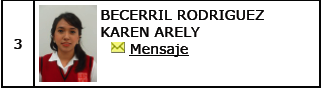 3
BECERRIL RODRIGUEZ
KAREN ARELY
Mensaje